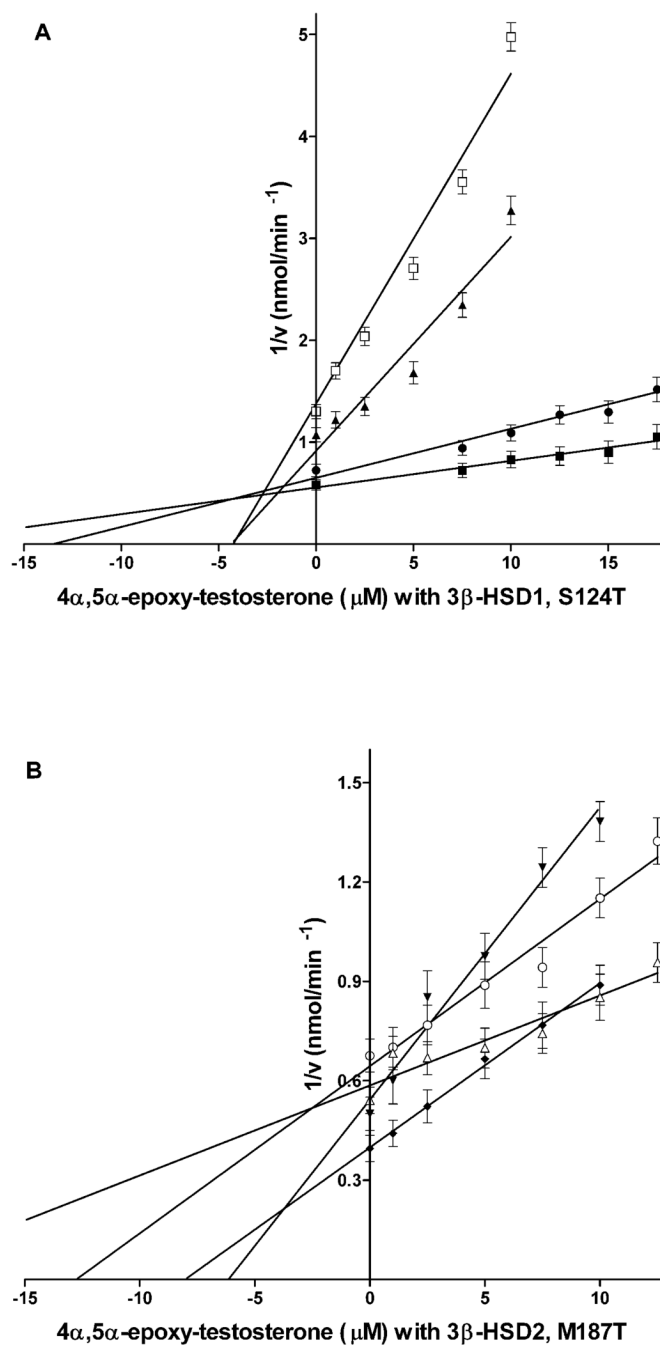 A
5
4
3
2
1
1/v (nmol/min ⁻¹)
-15 -10 -5 0 5 10 15
4α,5α-epoxy-testosterone (μM) with 3β-HSD1, S124T
B
1.5
1.2
0.9
0.6
0.3
1/v (nmol/min ⁻¹)
-15 -10 -5 0 5 10
4α,5α-epoxy-testosterone (μM) with 3β-HSD2, M187T